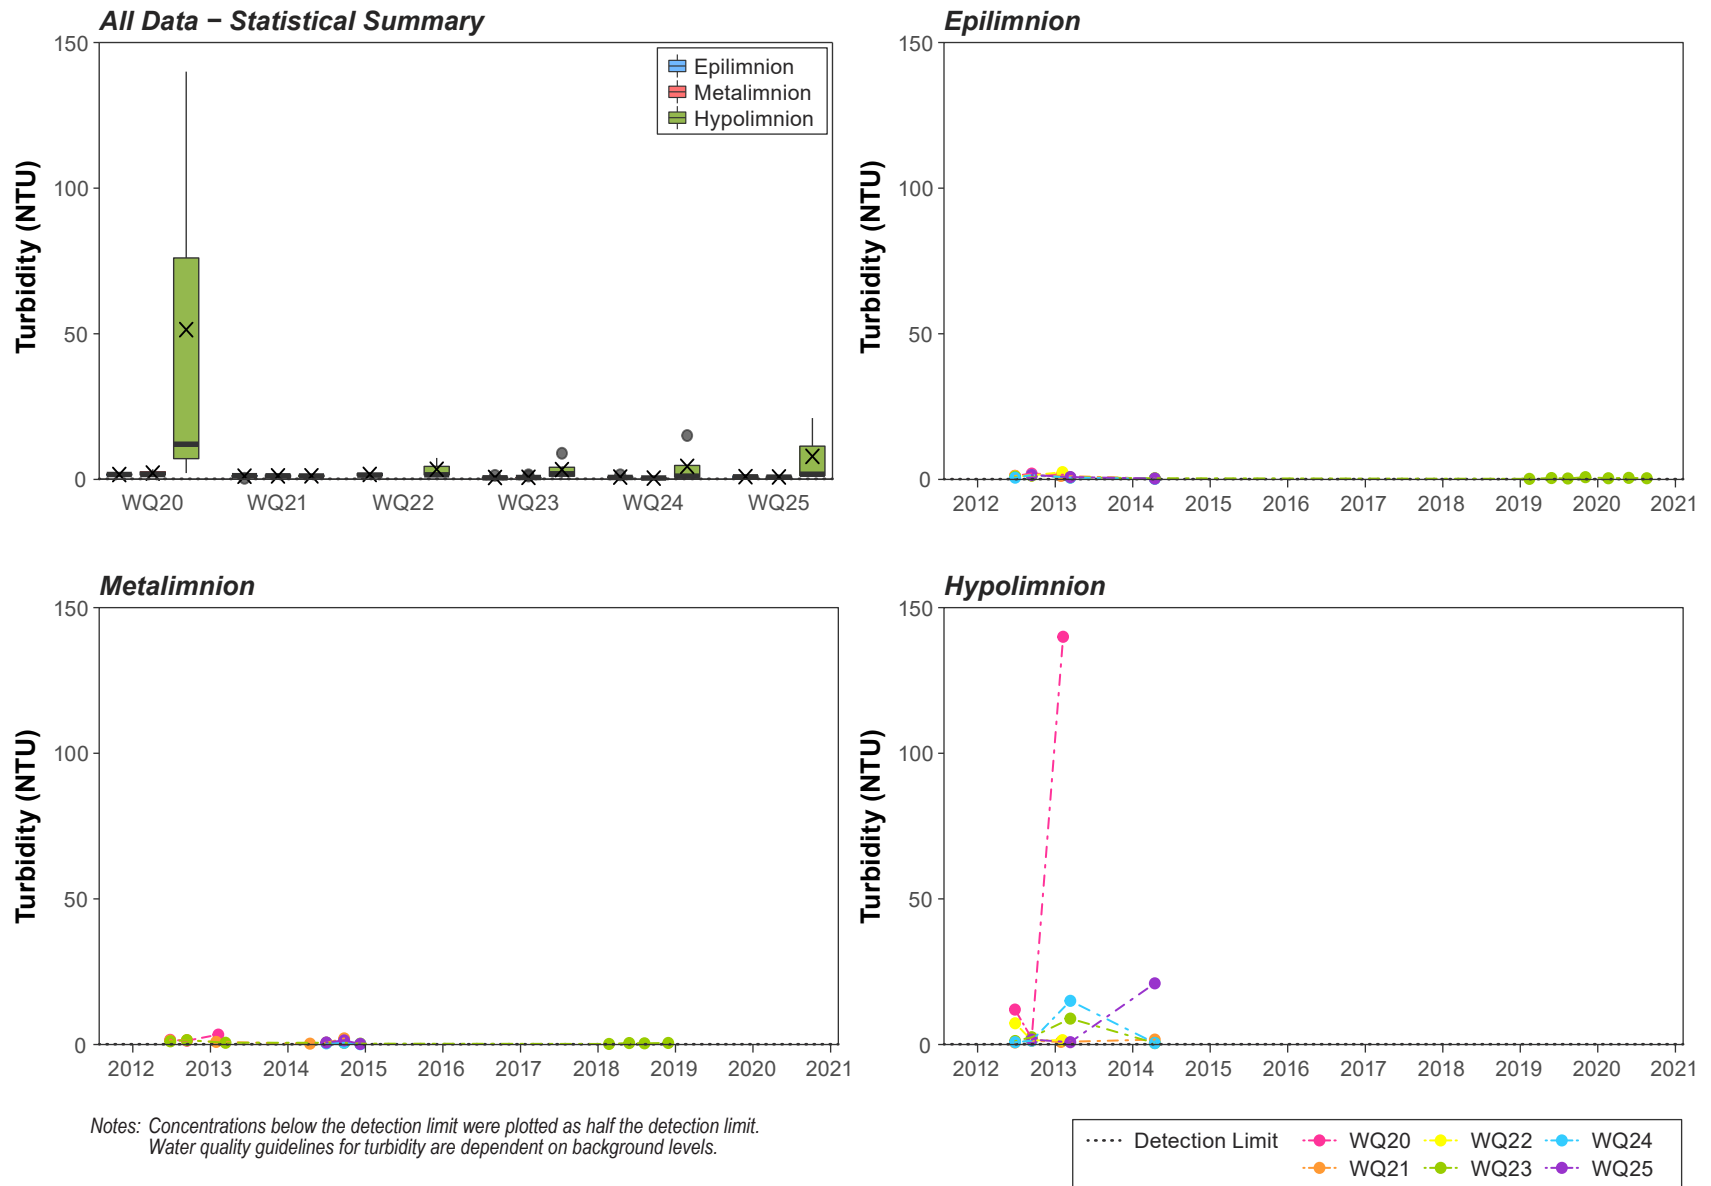 All Data − Statistical Summary
150
100
50
0
Turbidity (NTU)
Epilimnion
Metalimnion
Hypolimnion
WQ20 WQ21 WQ22 WQ23 WQ24 WQ25
Epilimnion
150
100
50
0
Turbidity (NTU)
2012 2013 2014 2015 2016 2017 2018 2019 2020 2021
Metalimnion
150
100
50
0
Turbidity (NTU)
2012 2013 2014 2015 2016 2017 2018 2019 2020 2021
Hypolimnion
150
100
50
0
Turbidity (NTU)
2012 2013 2014 2015 2016 2017 2018 2019 2020 2021
Notes: Concentrations below the detection limit were plotted as half the detection limit.
Water quality guidelines for turbidity are dependent on background levels.
Detection Limit WQ20 WQ22 WQ24
WQ21 WQ23 WQ25